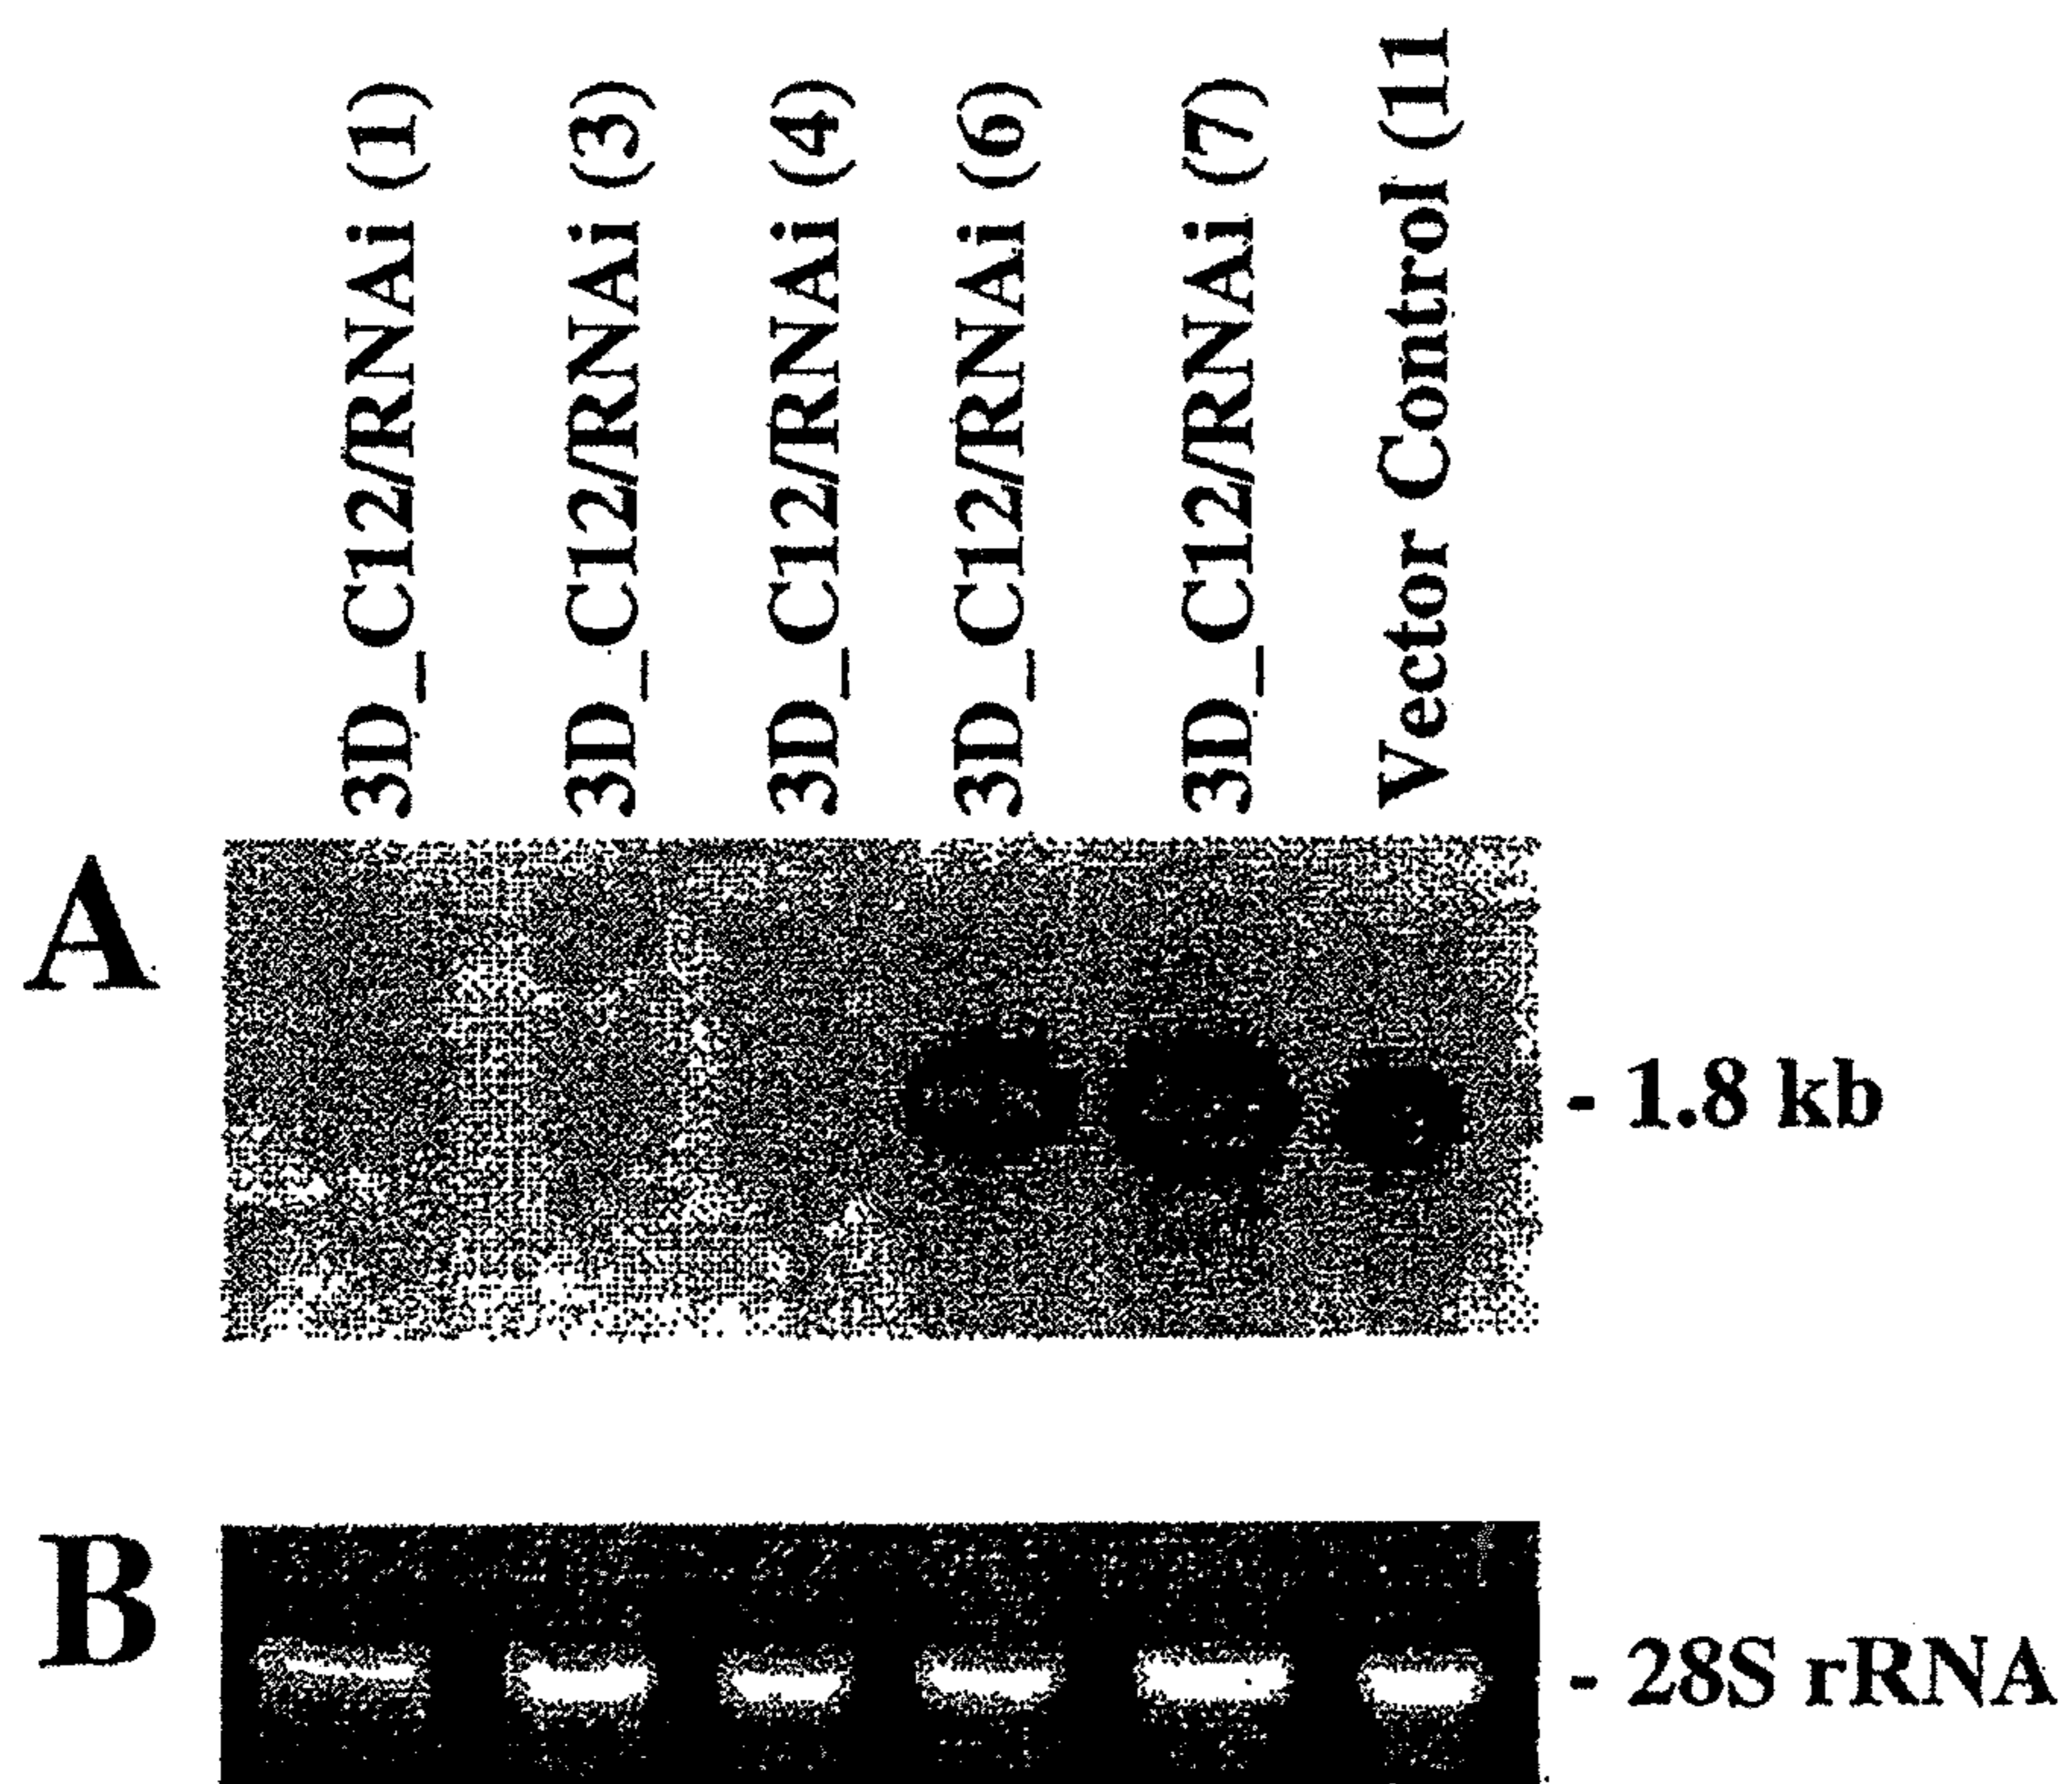 3D_C12/RNAi (1)
3D_C12/RNAi (3)
3D_C12/RNAi (4)
3D_C12/RNAi (6)
3D_C12/RNAi (7)
Vector Control (11
A
- 1.8 kb
B
- 28S rRNA